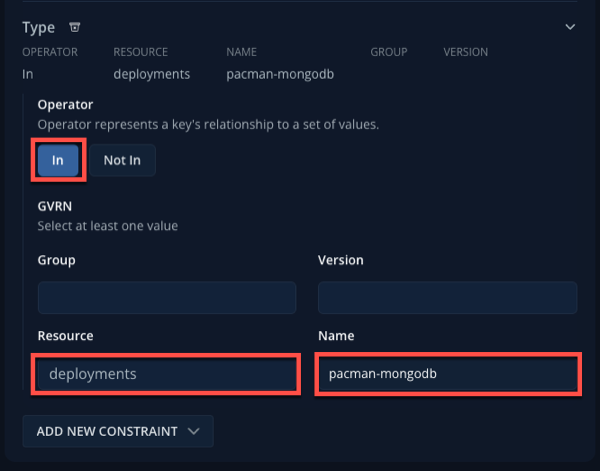 Type
OPERATOR RESOURCE NAME GROUP VERSION
In deployments pacman-mongodb
Operator
Operator represents a key's relationship to a set of values.
In Not In
GVRN
Select at least one value
Group Version
Resource Name
deployments pacman-mongodb
ADD NEW CONSTRAINT